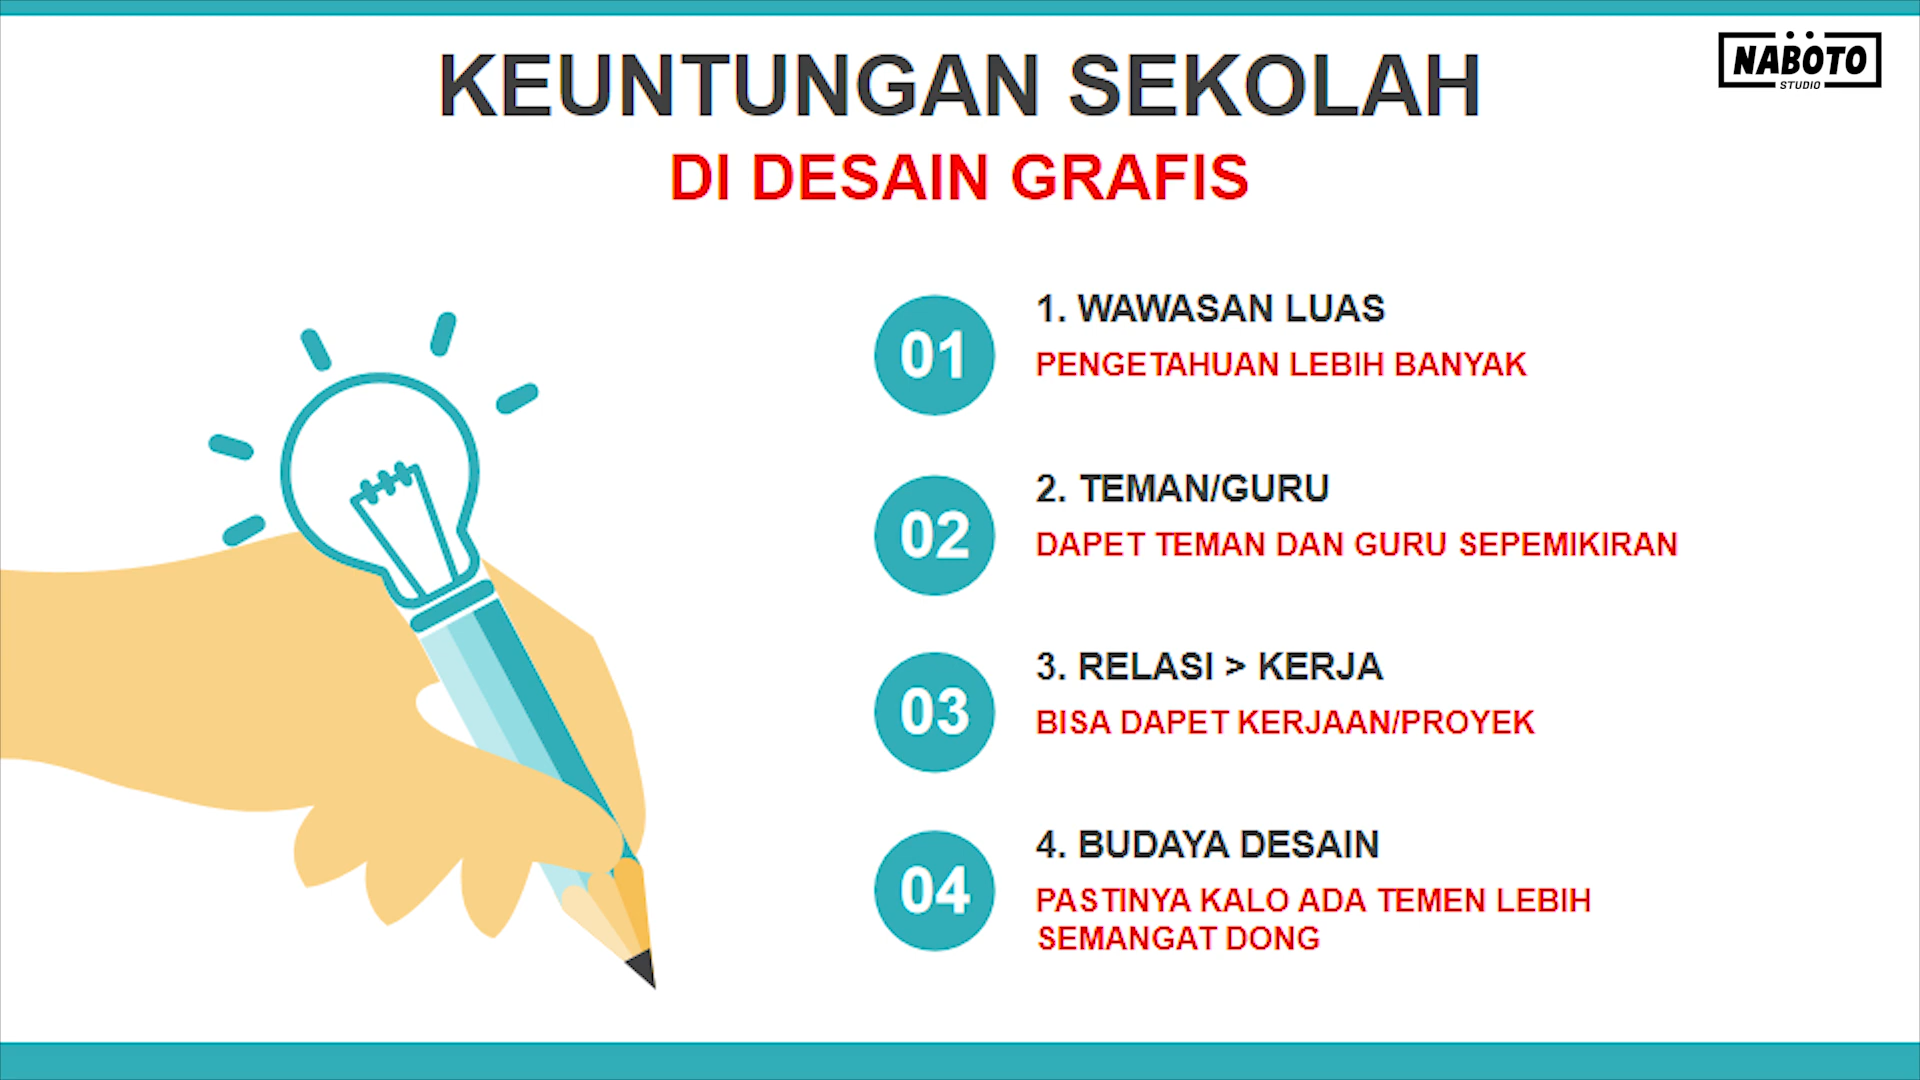 NABOTO
STUDIO
KEUNTUNGAN SEKOLAH
DI DESAIN GRAFIS
01
1. WAWASAN LUAS
PENGETAHUAN LEBIH BANYAK
02
2. TEMAN/GURU
DAPET TEMAN DAN GURU SEPEMIKIRAN
03
3. RELASI > KERJA
BISA DAPET KERJAAN/PROYEK
04
4. BUDAYA DESAIN
PASTINYA KALO ADA TEMEN LEBIH
SEMANGAT DONG